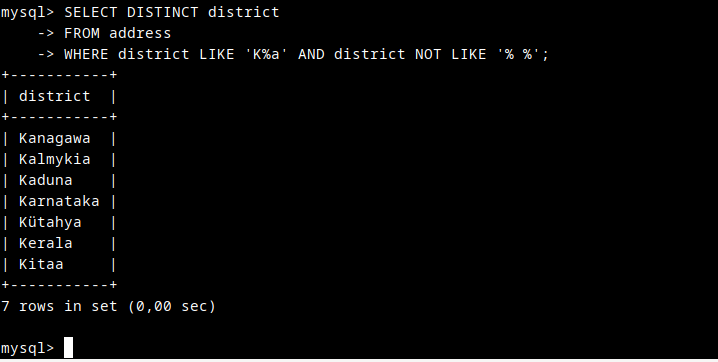 mysql> SELECT DISTINCT district
    -> FROM address
    -> WHERE district LIKE 'K%a' AND district NOT LIKE '% %';
+-----------+
| district  |
+-----------+
| Kanagawa  |
| Kalmykia  |
| Kaduna    |
| Karnataka |
| Kütahya   |
| Kerala    |
| Kitaa     |
+-----------+
7 rows in set (0,00 sec)

mysql>